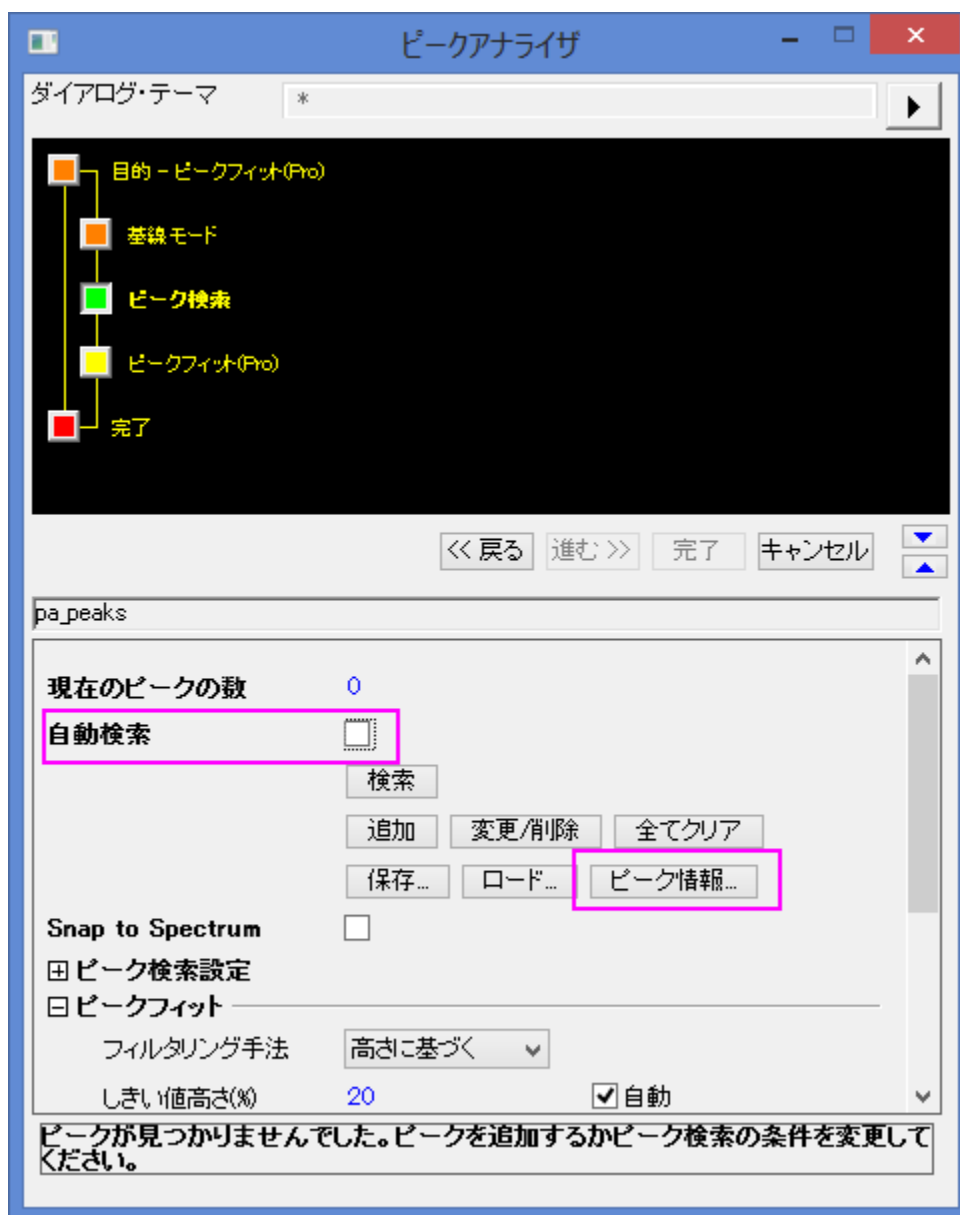 ピークアナライザ
ダイアログ・テーマ *
目的 - ピークフィット(Pro)
基線モード
ピーク検索
ピークフィット(Pro)
完了
<< 戻る 進む >> 完了 キャンセル
pa_peaks
現在のピークの数 0
自動検索
検索
追加 変更/削除 全てクリア
保存... ロード... ピーク情報...
Snap to Spectrum
ピーク検索設定
ピークフィット
フィルタリング手法 高さに基づく
しきい値高さ(%) 20 自動
ピークが見つかりませんでした。ピークを追加するかピーク検索の条件を変更して
ください。